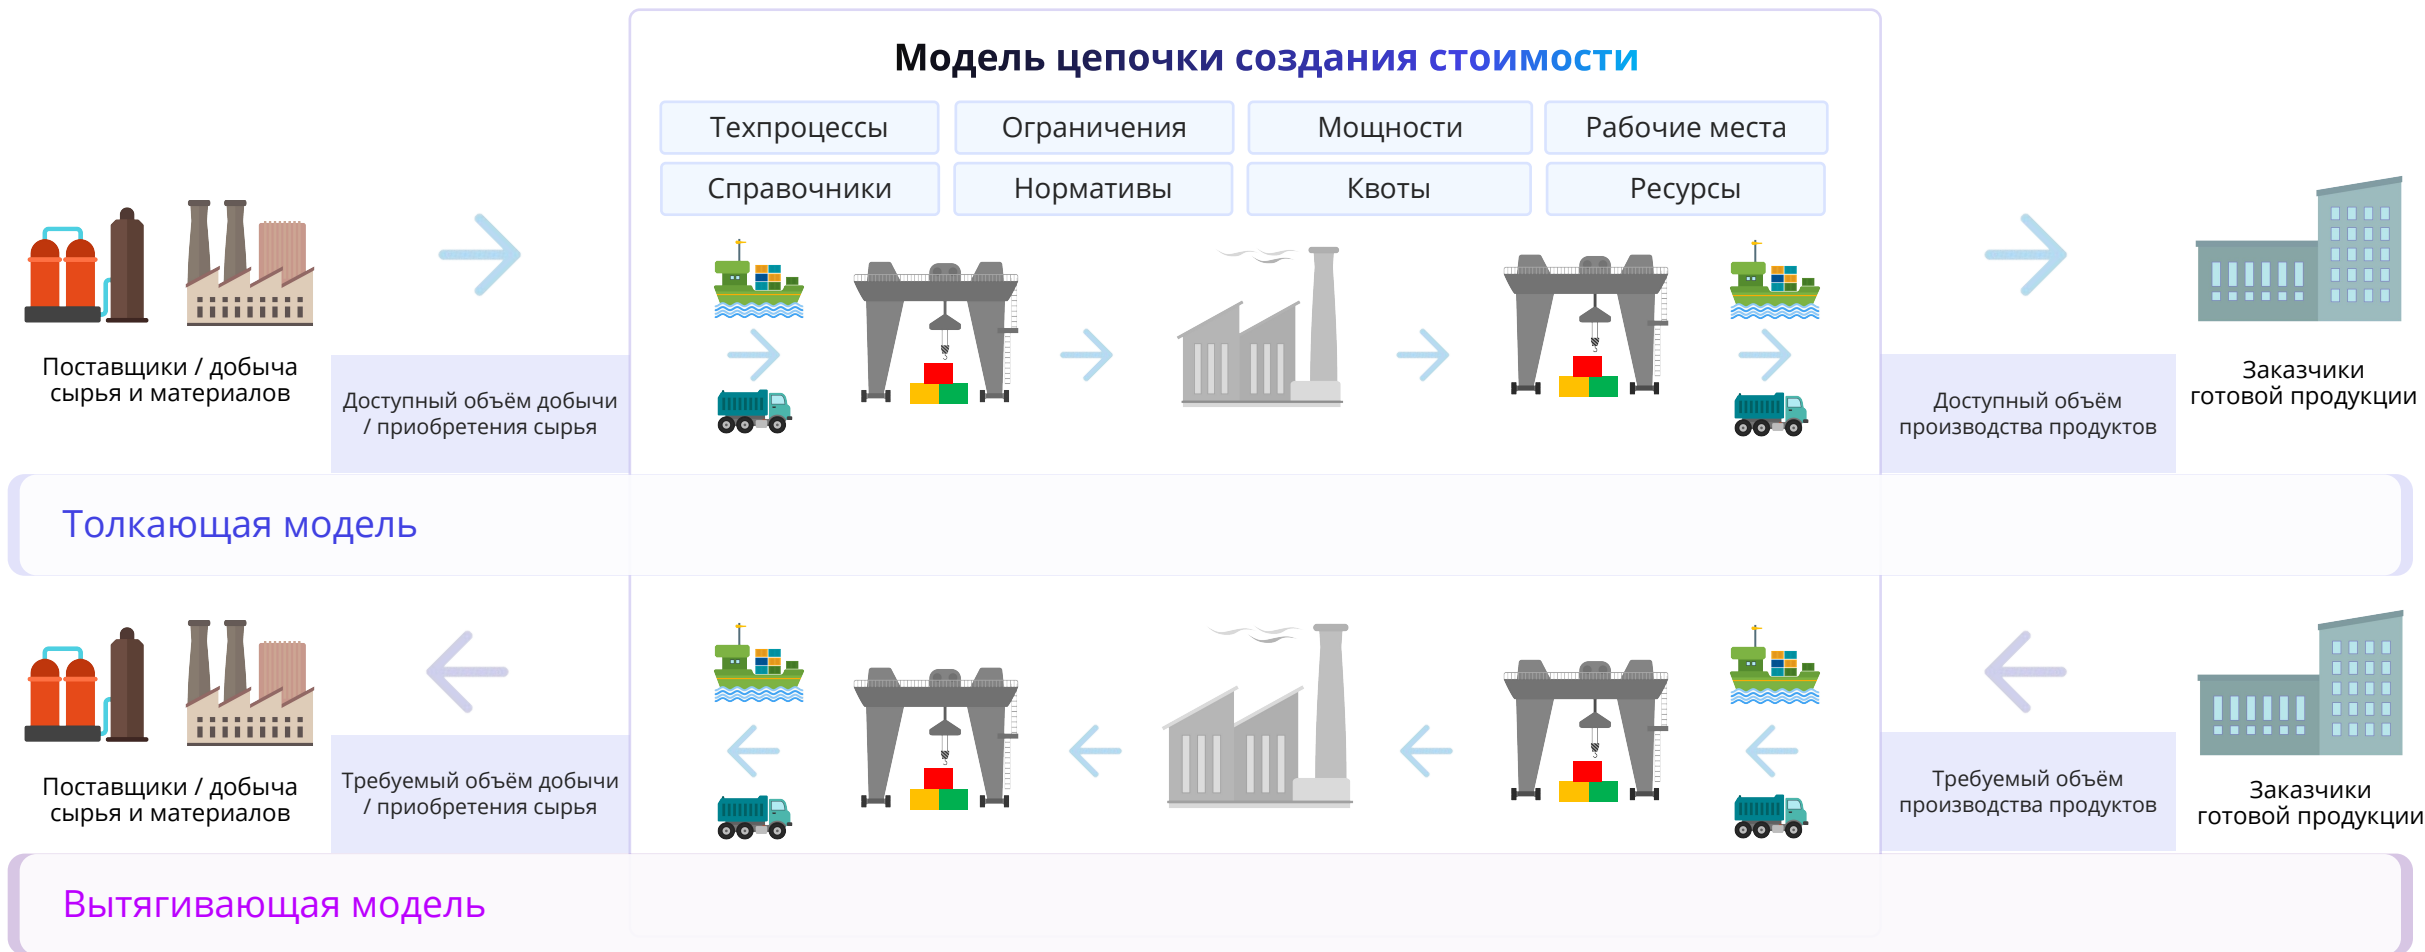 Модель цепочки создания стоимости
Техпроцессы
Ограничения
Мощности
Рабочие места
Справочники
Нормативы
Квоты
Ресурсы
Поставщики / добыча
сырья и материалов
Доступный объём добычи
/ приобретения сырья
Доступный объём
производства продуктов
Заказчики
готовой продукции
Толкающая модель
Поставщики / добыча
сырья и материалов
Требуемый объём добычи
/ приобретения сырья
Требуемый объём
производства продуктов
Заказчики
готовой продукции
Вытягивающая модель